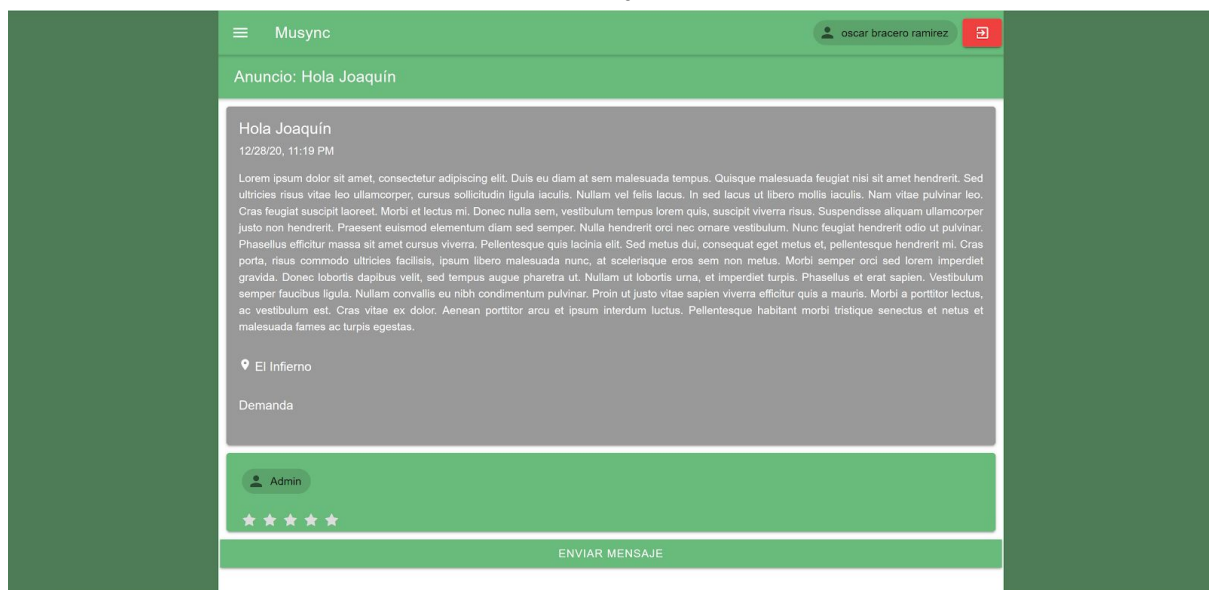 Musync
oscar bracero ramirez
Anuncio: Hola Joaquín
Hola Joaquín
12/28/20, 11:19 PM
Lorem ipsum dolor sit amet, consectetur adipiscing elit. Duis eu diam at sem malesuada tempus. Quisque malesuada feugiat nisi sit amet hendrerit. Sed
ultricies risus vitae leo ullamcorper, cursus sollicitudin ligula iaculis. Nullam vel felis lacus. In sed lacus ut libero mollis iaculis. Nam vitae pulvinar leo.
Cras feugiat suscipit laoreet. Morbi et lectus mi. Donec nulla sem, vestibulum tempus lorem quis, suscipit viverra risus. Suspendisse aliquam ullamcorper
justo non hendrerit. Praesent euismod elementum diam sed semper. Nulla hendrerit orci nec ornare vestibulum. Nunc feugiat hendrerit odio ut pulvinar.
Phasellus efficitur massa sit amet cursus viverra. Pellentesque quis lacinia elit. Sed metus dui, consequat eget metus et, pellentesque hendrerit mi. Cras
porta, risus commodo ultricies facilisis, ipsum libero malesuada nunc, at scelerisque eros sem non metus. Morbi semper orci sed lorem imperdiet
gravida. Donec lobortis dapibus velit, sed tempus augue pharetra ut. Nullam ut lobortis urna, et imperdiet turpis. Phasellus et erat sapien. Vestibulum
semper faucibus ligula. Nullam convallis eu nibh condimentum pulvinar. Proin ut justo vitae sapien viverra efficitur quis a mauris. Morbi a porttitor lectus,
ac vestibulum est. Cras vitae ex dolor. Aenean porttitor arcu et ipsum interdum luctus. Pellentesque habitant morbi tristique senectus et netus et
malesuada fames ac turpis egestas.
El Infierno
Demanda
Admin
ENVIAR MENSAJE